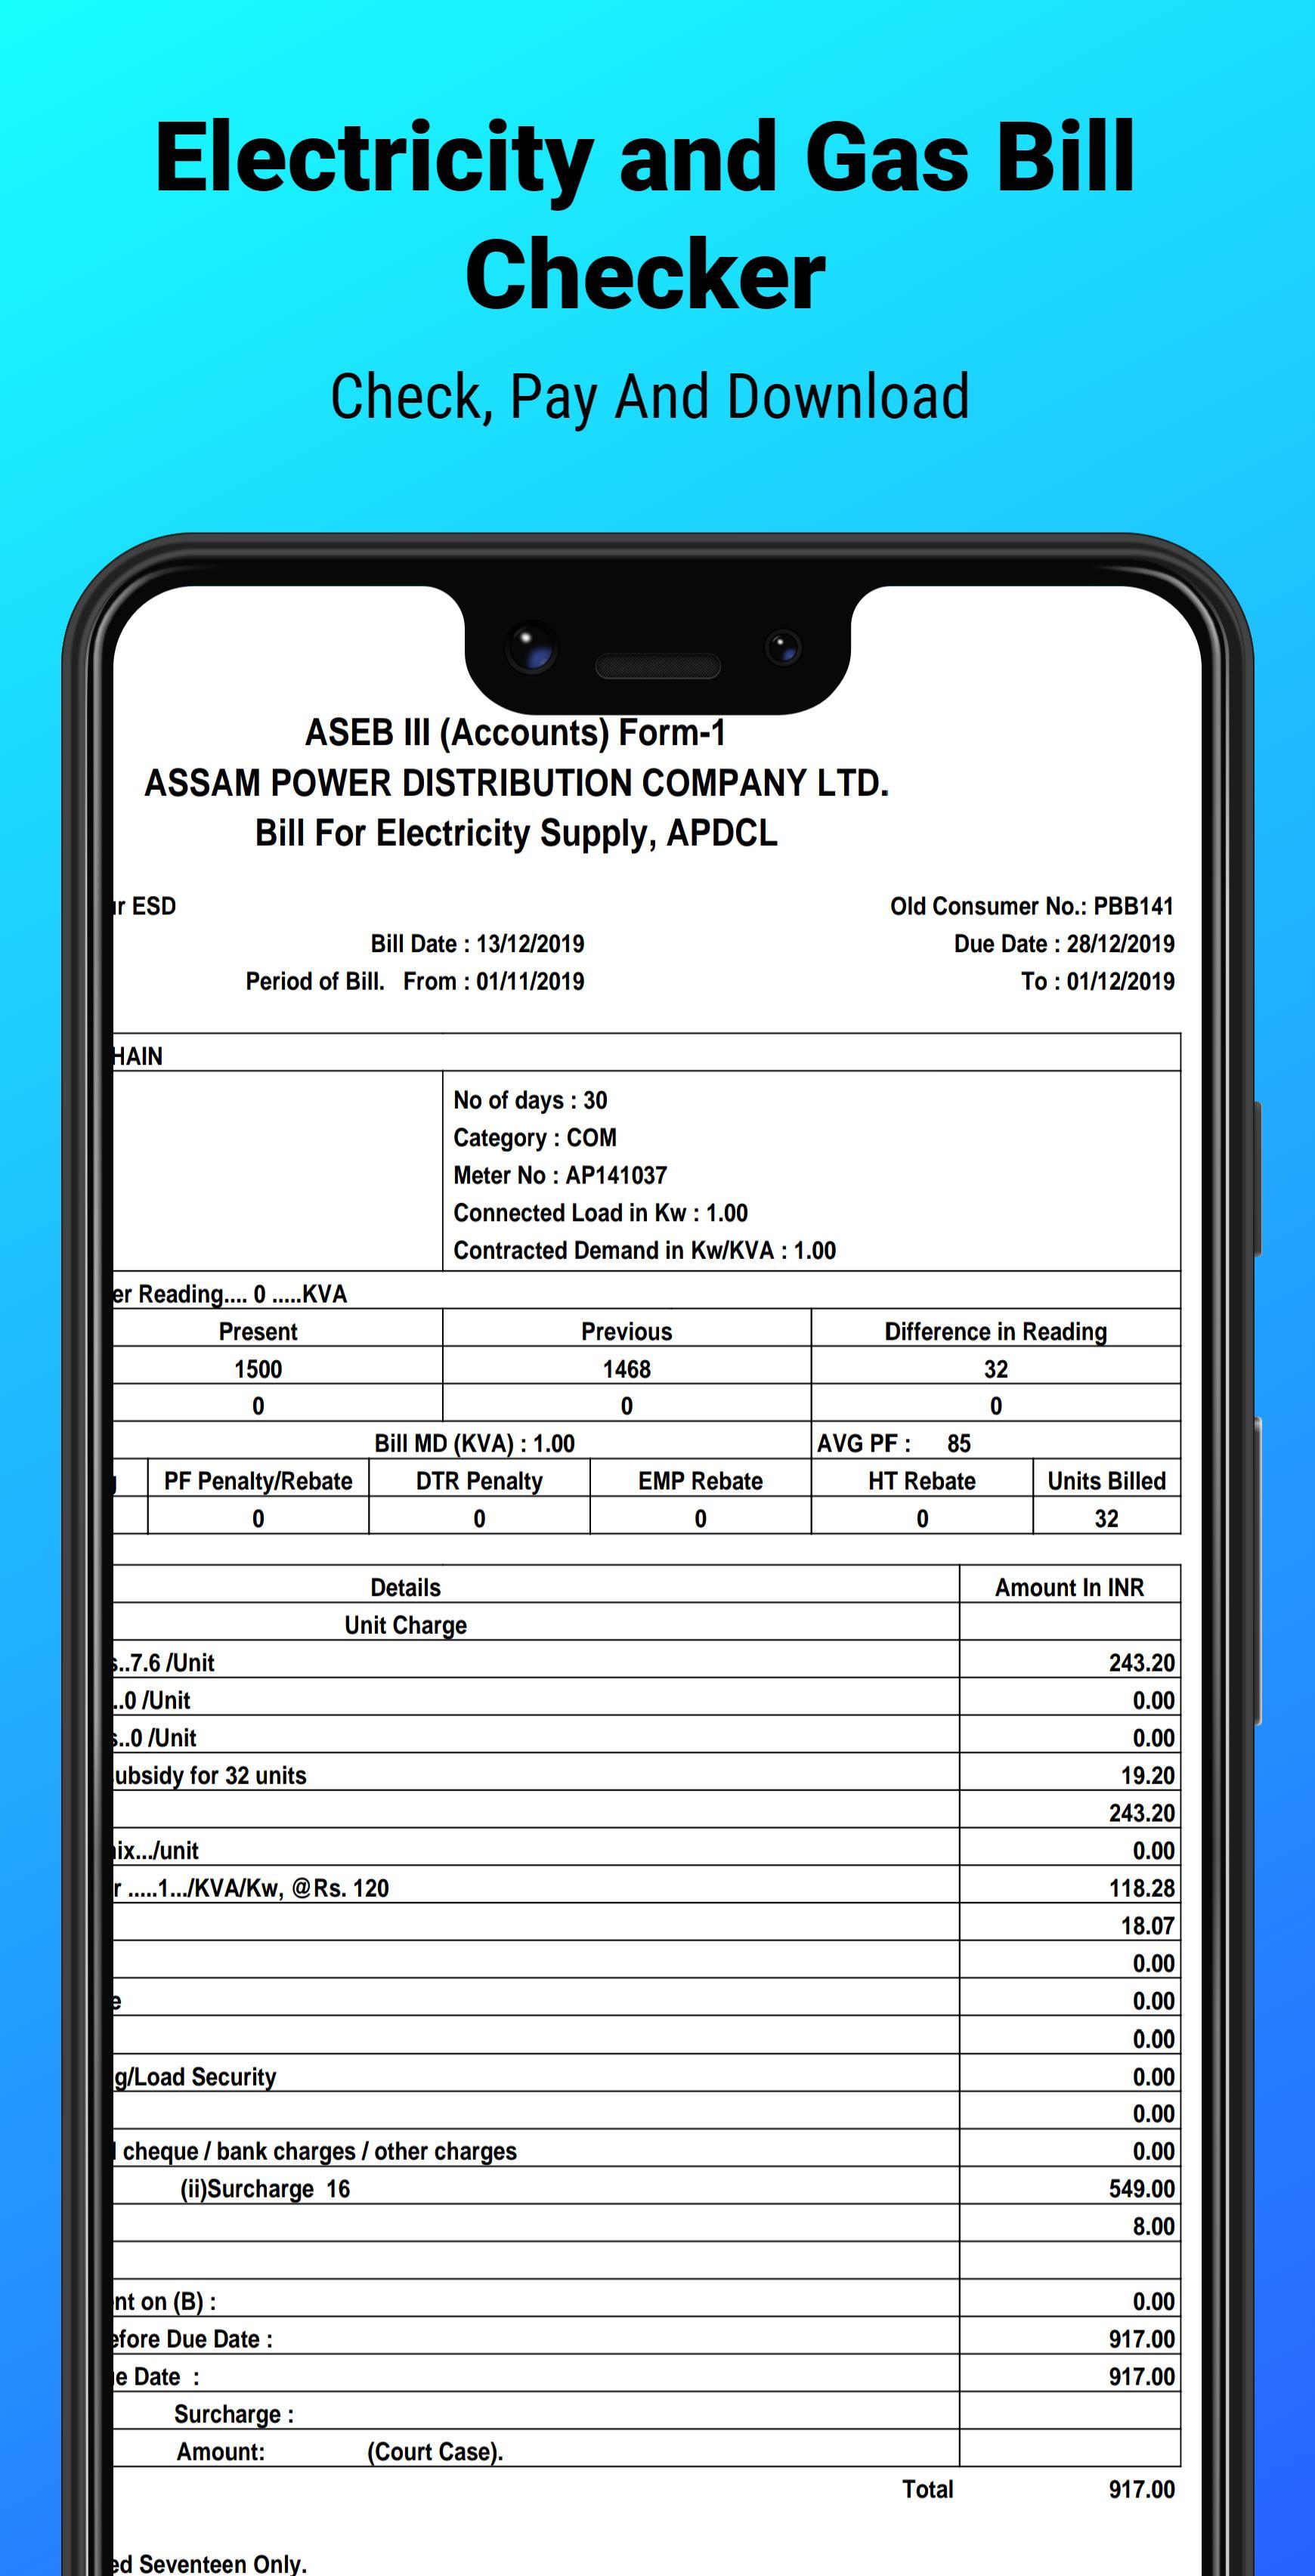 Electricity and Gas Bill
Checker
Check, Pay And Download
ASEB III (Accounts) Form-1
ASSAM POWER DISTRIBUTION COMPANY LTD.
Bill For Electricity Supply, APDCL
ESD Old Consumer No.: PBB141
Bill Date : 13/12/2019 Due Date : 28/12/2019
Period of Bill. From : 01/11/2019 To : 01/12/2019
HAIN
No of days : 30
Category : COM
Meter No : AP141037
Connected Load in Kw : 1.00
Contracted Demand in Kw/KVA : 1.00
er Reading.... 0 .....KVA
Present Previous Difference in Reading
1500 1468 32
0 0 0
Bill MD (KVA) : 1.00 AVG PF : 85
PF Penalty/Rebate DTR Penalty EMP Rebate HT Rebate Units Billed
0 0 0 0 32
Details Amount In INR
Unit Charge
..7.6 /Unit 243.20
..0 /Unit 0.00
..0 /Unit 0.00
ubsidy for 32 units 19.20
243.20
ix.../unit 0.00
r .....1.../KVA/Kw, @Rs. 120 118.28
18.07
0.00
e 0.00
0.00
g/Load Security 0.00
0.00
cheque / bank charges / other charges 0.00
(ii)Surcharge 16 549.00
8.00
nt on (B) : 0.00
efore Due Date : 917.00
e Date : 917.00
Surcharge :
Amount: (Court Case).
Total 917.00
ed Seventeen Only.